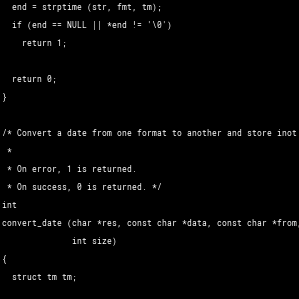 end = strptime (str, fmt, tm);
if (end == NULL || *end != '\0')
return 1;
return 0;
}
/* Convert a date from one format to another and store inot
*
* On error, 1 is returned.
* On success, 0 is returned. */
int
convert_date (char *res, const char *data, const char *from,
int size)
{
struct tm tm;